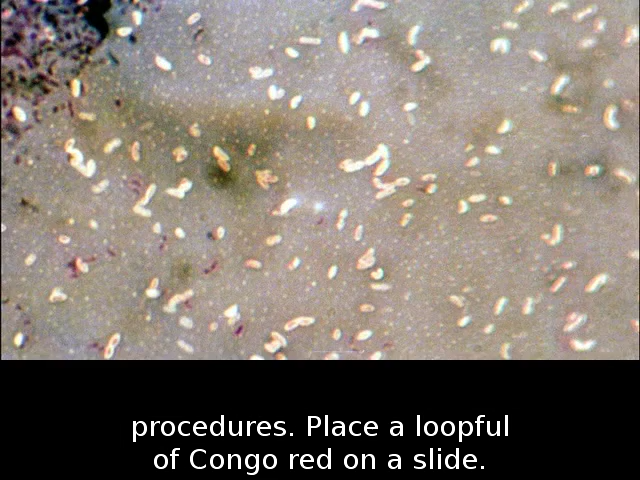 procedures. Place a loopful
of Congo red on a slide.